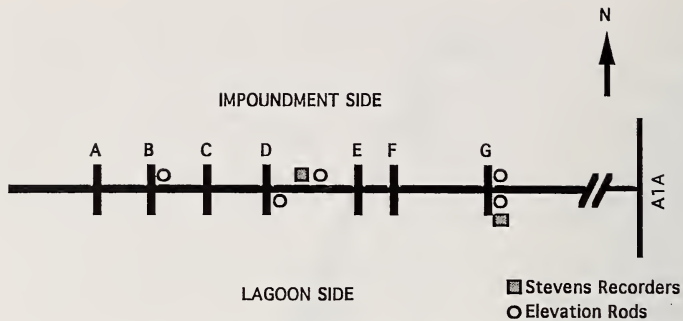 N
IMPOUNDMENT SIDE
A B C D E F G
A1A
LAGOON SIDE
Stevens Recorders
Elevation Rods